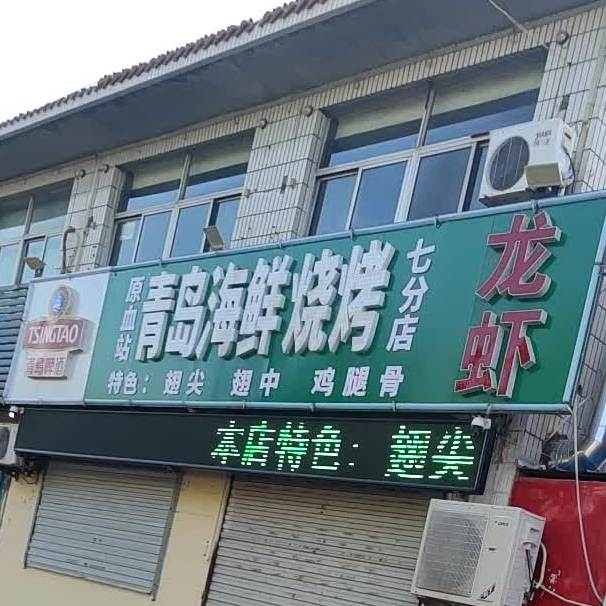 TSINGTAO
青島啤酒
原血站
青岛海鲜烧烤
七分店
龙虾
特色：翅尖 翅中 鸡腿骨
本店特色：翅尖